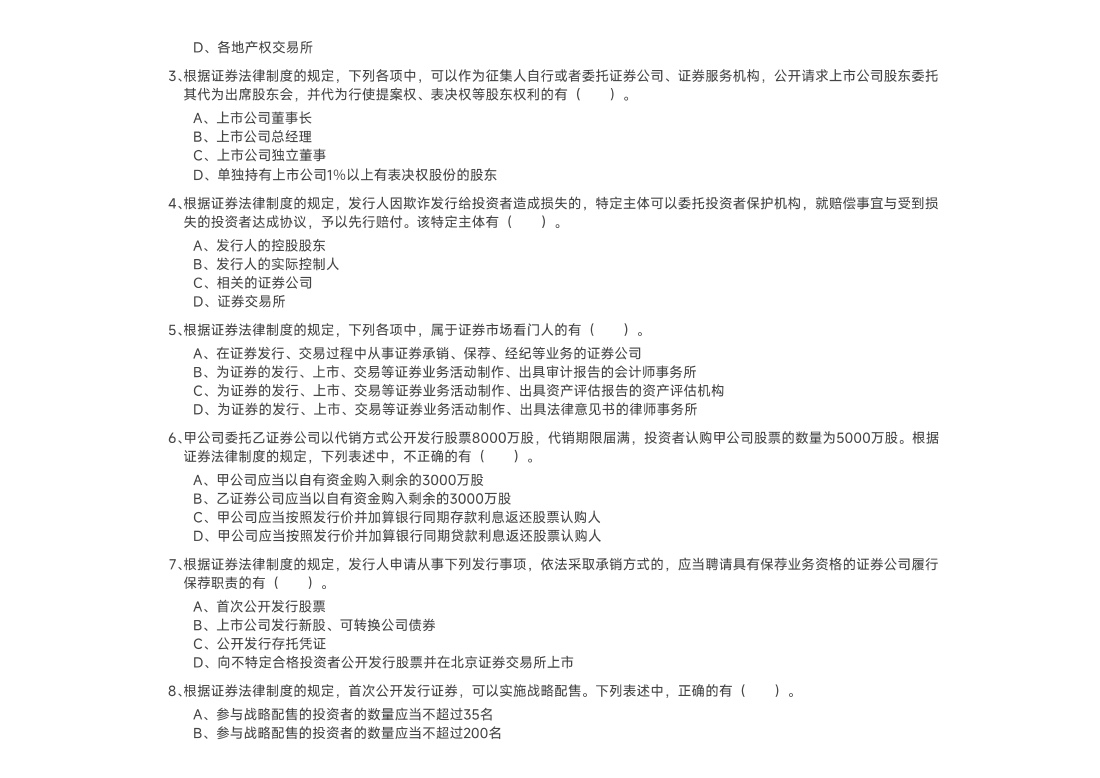 D、各地产权交易所
3、根据证券法律制度的规定，下列各项中，可以作为征集人自行或者委托证券公司、证券服务机构，公开请求上市公司股东委托
其代为出席股东会，并代为行使提案权、表决权等股东权利的有（　　）。
A、上市公司董事长
B、上市公司总经理
C、上市公司独立董事
D、单独持有上市公司1%以上有表决权股份的股东
4、根据证券法律制度的规定，发行人因欺诈发行给投资者造成损失的，特定主体可以委托投资者保护机构，就赔偿事宜与受到损
失的投资者达成协议，予以先行赔付。该特定主体有（　　）。
A、发行人的控股股东
B、发行人的实际控制人
C、相关的证券公司
D、证券交易所
5、根据证券法律制度的规定，下列各项中，属于证券市场看门人的有（　　）。
A、在证券发行、交易过程中从事证券承销、保荐、经纪等业务的证券公司
B、为证券的发行、上市、交易等证券业务活动制作、出具审计报告的会计师事务所
C、为证券的发行、上市、交易等证券业务活动制作、出具资产评估报告的资产评估机构
D、为证券的发行、上市、交易等证券业务活动制作、出具法律意见书的律师事务所
6、甲公司委托乙证券公司以代销方式公开发行股票8000万股，代销期限届满，投资者认购甲公司股票的数量为5000万股。根据
证券法律制度的规定，下列表述中，不正确的有（　　）。
A、甲公司应当以自有资金购入剩余的3000万股
B、乙证券公司应当以自有资金购入剩余的3000万股
C、甲公司应当按照发行价并加算银行同期存款利息返还股票认购人
D、甲公司应当按照发行价并加算银行同期贷款利息返还股票认购人
7、根据证券法律制度的规定，发行人申请从事下列发行事项，依法采取承销方式的，应当聘请具有保荐业务资格的证券公司履行
保荐职责的有（　　）。
A、首次公开发行股票
B、上市公司发行新股、可转换公司债券
C、公开发行存托凭证
D、向不特定合格投资者公开发行股票并在北京证券交易所上市
8、根据证券法律制度的规定，首次公开发行证券，可以实施战略配售。下列表述中，正确的有（　　）。
A、参与战略配售的投资者的数量应当不超过35名
B、参与战略配售的投资者的数量应当不超过200名